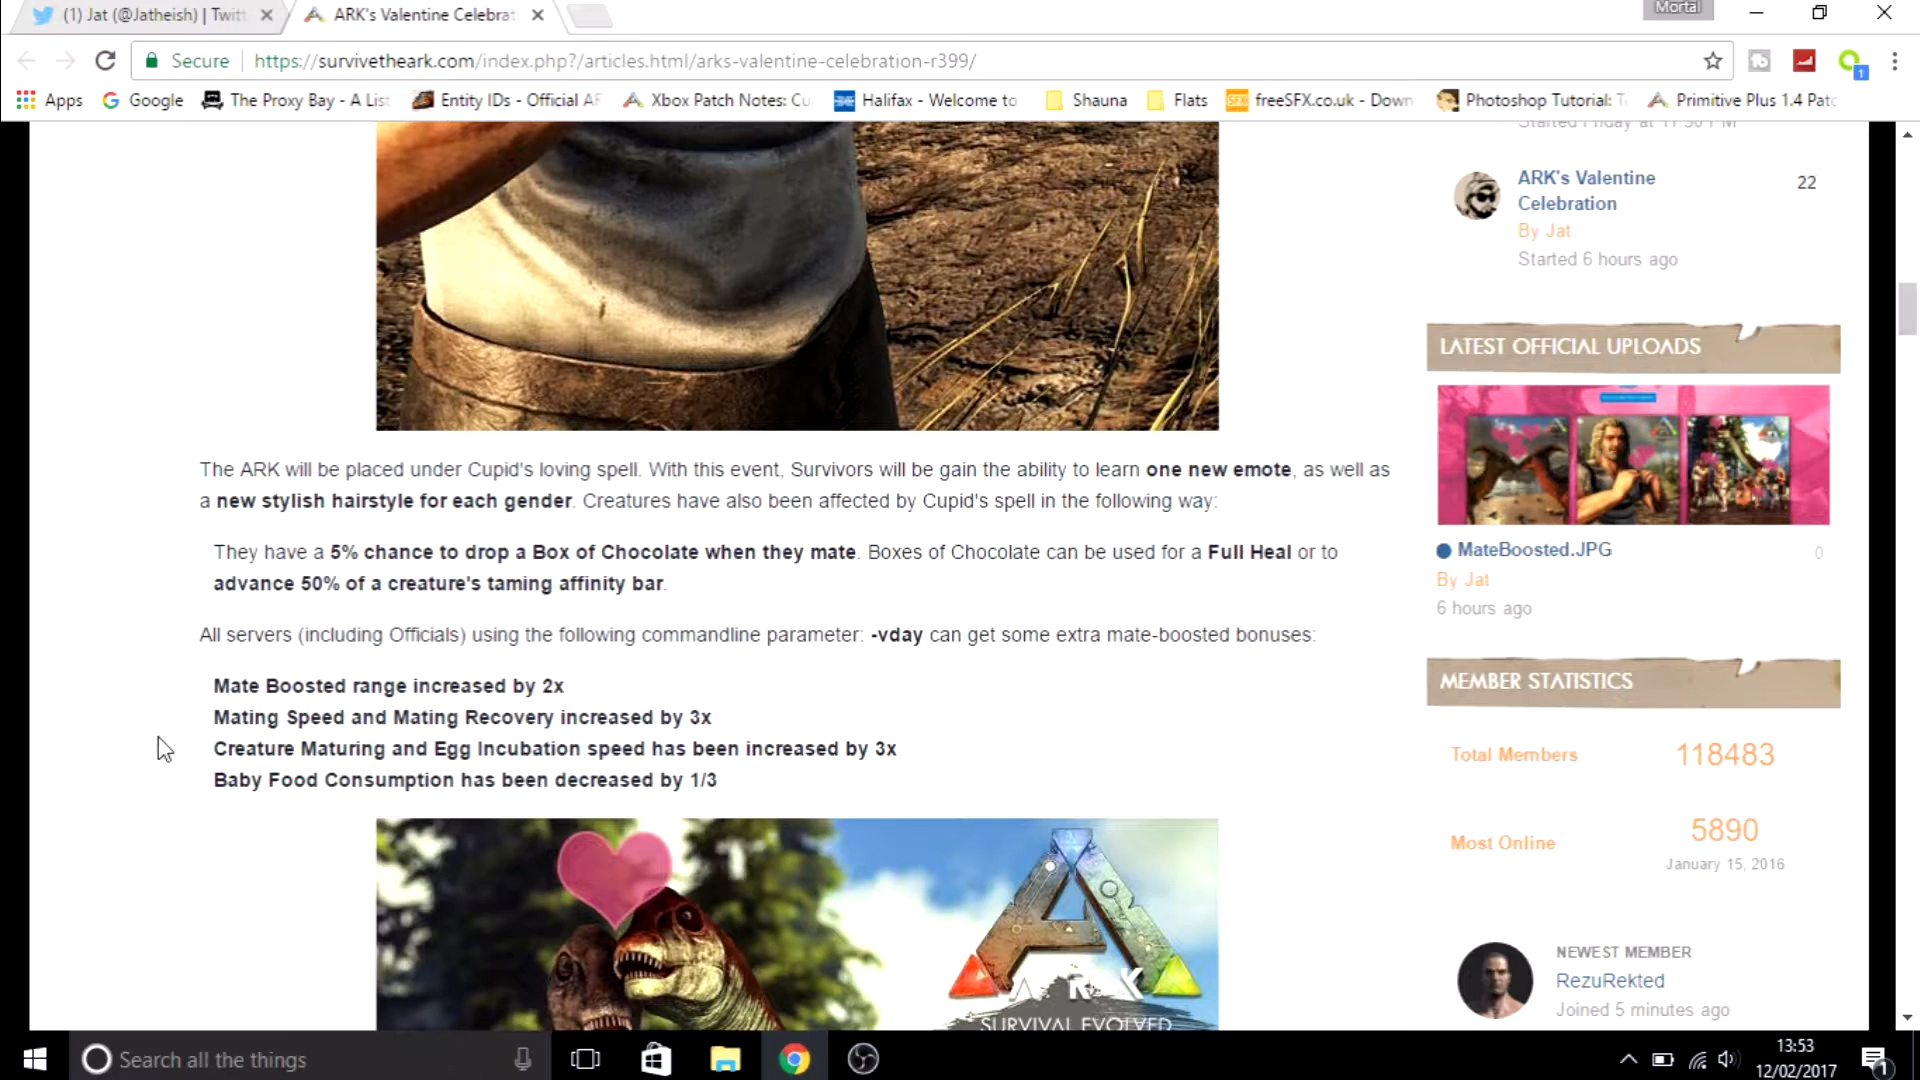 (1) Jat (@Jatheish) | Twitt
ARK's Valentine Celebrat
Mortal
Secure
https://survivetheark.com/index.php?/articles.html/arks-valentine-celebration-r399/
Apps
Google
The Proxy Bay - A Lis
Entity IDs - Official AF
Xbox Patch Notes: Cu
Halifax - Welcome to
Shauna
Flats
freeSFX.co.uk - Down
Photoshop Tutorial: T
Primitive Plus 1.4 Patc
Started Friday at 11:50 PM
ARK's Valentine
Celebration
22
By Jat
Started 6 hours ago
LATEST OFFICIAL UPLOADS
MateBoosted.JPG
0
By Jat
6 hours ago
The ARK will be placed under Cupid's loving spell. With this event, Survivors will be gain the ability to learn one new emote, as well as
a new stylish hairstyle for each gender. Creatures have also been affected by Cupid's spell in the following way:
They have a 5% chance to drop a Box of Chocolate when they mate. Boxes of Chocolate can be used for a Full Heal or to
advance 50% of a creature's taming affinity bar.
All servers (including Officials) using the following commandline parameter: -vday can get some extra mate-boosted bonuses:
Mate Boosted range increased by 2x
Mating Speed and Mating Recovery increased by 3x
Creature Maturing and Egg Incubation speed has been increased by 3x
Baby Food Consumption has been decreased by 1/3
MEMBER STATISTICS
Total Members
118483
Most Online
5890
January 15, 2016
NEWEST MEMBER
RezuRekted
Joined 5 minutes ago
ARK
SURVIVAL EVOLVED
Search all the things
13:53
12/02/2017
1